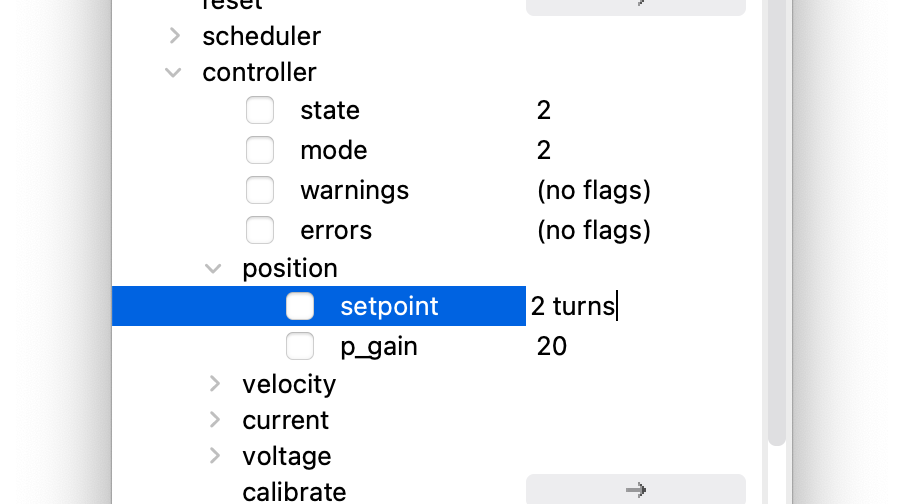 reset
scheduler
controller
state 2
mode 2
warnings (no flags)
errors (no flags)
position
setpoint 2 turns
p_gain 20
velocity
current
voltage
calibrate